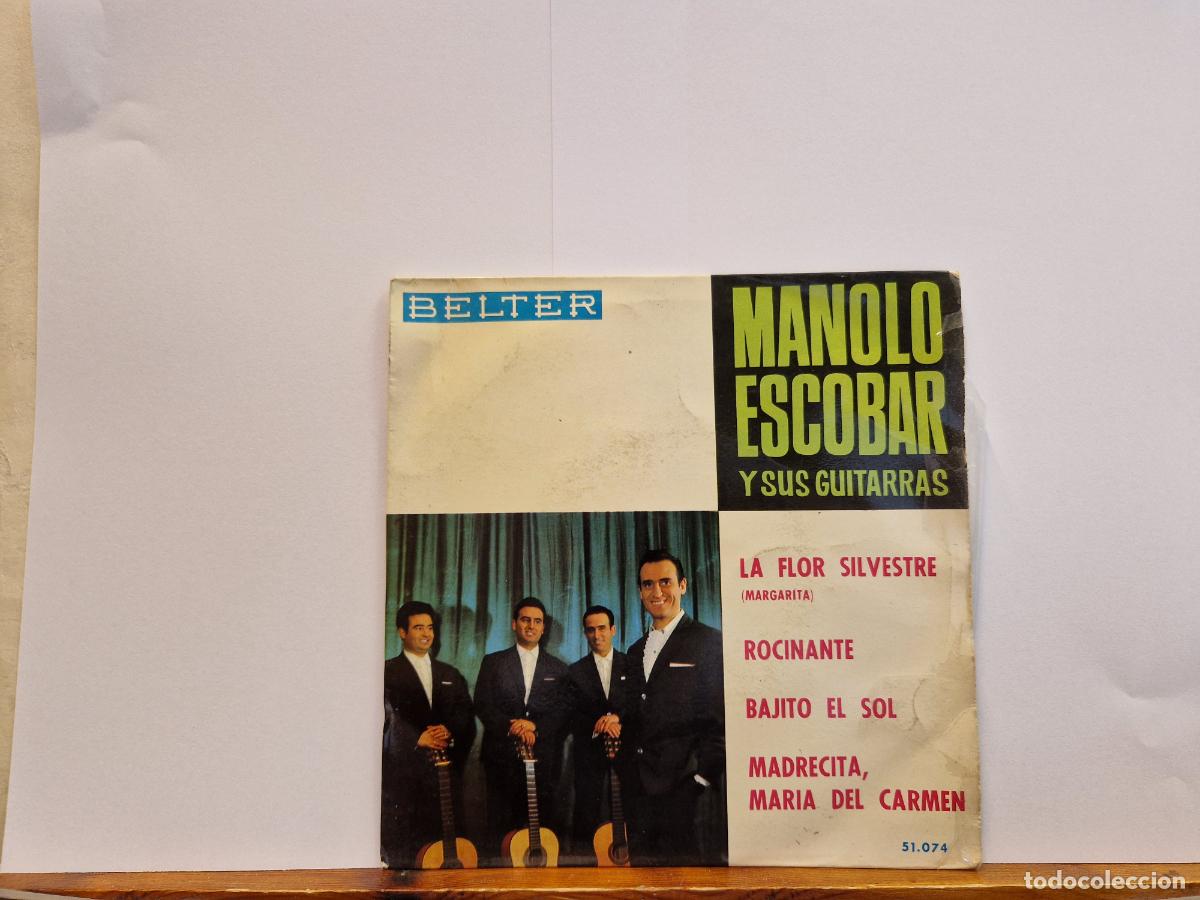 BELTER
MANOLO
ESCOBAR
Y SUS GUITARRAS
LA FLOR SILVESTRE
(MARGARITA)
ROCINANTE
BAJITO EL SOL
MADRECITA,
MARIA DEL CARMEN
51.074
todocoleccion